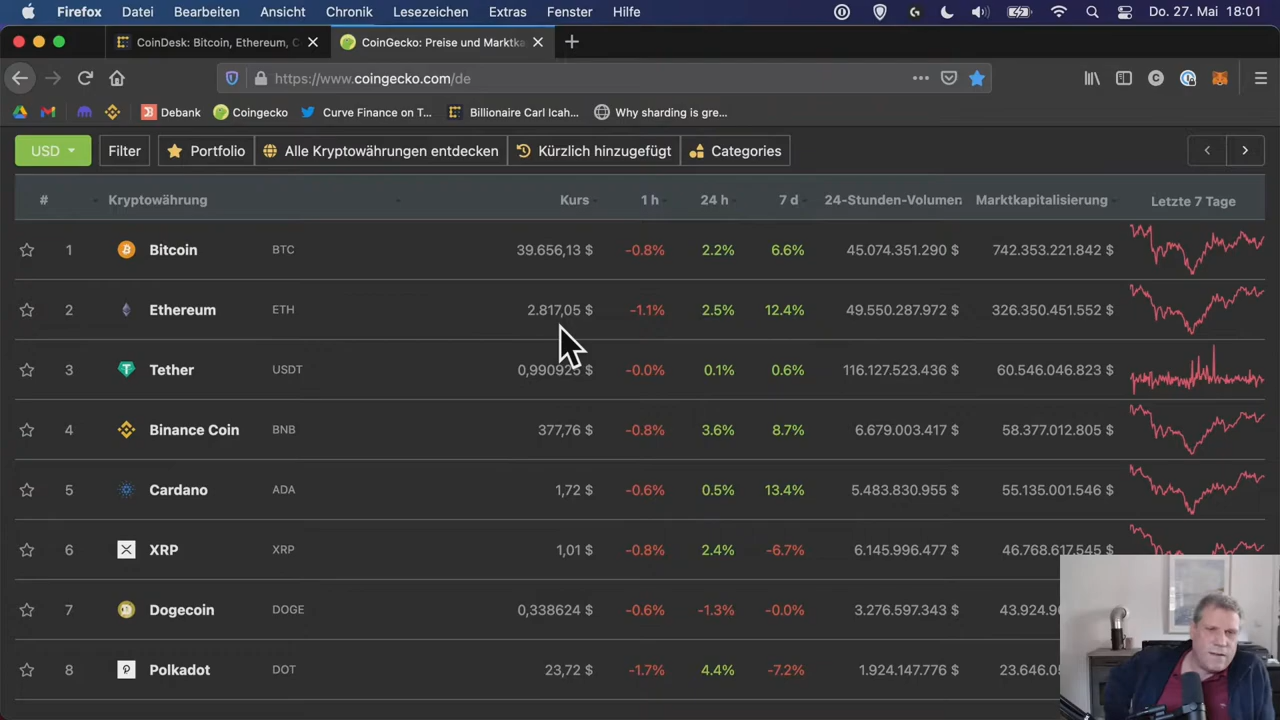 Firefox Datei Bearbeiten Ansicht Chronik Lesezeichen Extras Fenster Hilfe Do. 27. Mai 18:01
CoinDesk: Bitcoin, Ethereum, C CoinGecko: Preise und Marktka
https://www.coingecko.com/de
Debank Coingecko Curve Finance on T... Billionaire Carl Icah... Why sharding is gre...
USD Filter Portfolio Alle Kryptowährungen entdecken Kürzlich hinzugefügt Categories
# Kryptowährung Kurs 1 h 24 h 7 d 24-Stunden-Volumen Marktkapitalisierung Letzte 7 Tage
1 Bitcoin BTC 39.656,13 $ -0.8% 2.2% 6.6% 45.074.351.290 $ 742.353.221.842 $
2 Ethereum ETH 2.817,05 $ -1.1% 2.5% 12.4% 49.550.287.972 $ 326.350.451.552 $
3 Tether USDT 0,990925 $ -0.0% 0.1% 0.6% 116.127.523.436 $ 60.546.046.823 $
4 Binance Coin BNB 377,76 $ -0.8% 3.6% 8.7% 6.679.003.417 $ 58.377.012.805 $
5 Cardano ADA 1,72 $ -0.6% 0.5% 13.4% 5.483.830.955 $ 55.135.001.546 $
6 XRP XRP 1,01 $ -0.8% 2.4% -6.7% 6.145.996.477 $ 46.768.617.545 $
7 Dogecoin DOGE 0,338624 $ -0.6% -1.3% -0.0% 3.276.597.343 $
8 Polkadot DOT 23,72 $ -1.7% 4.4% -7.2% 1.924.147.776 $